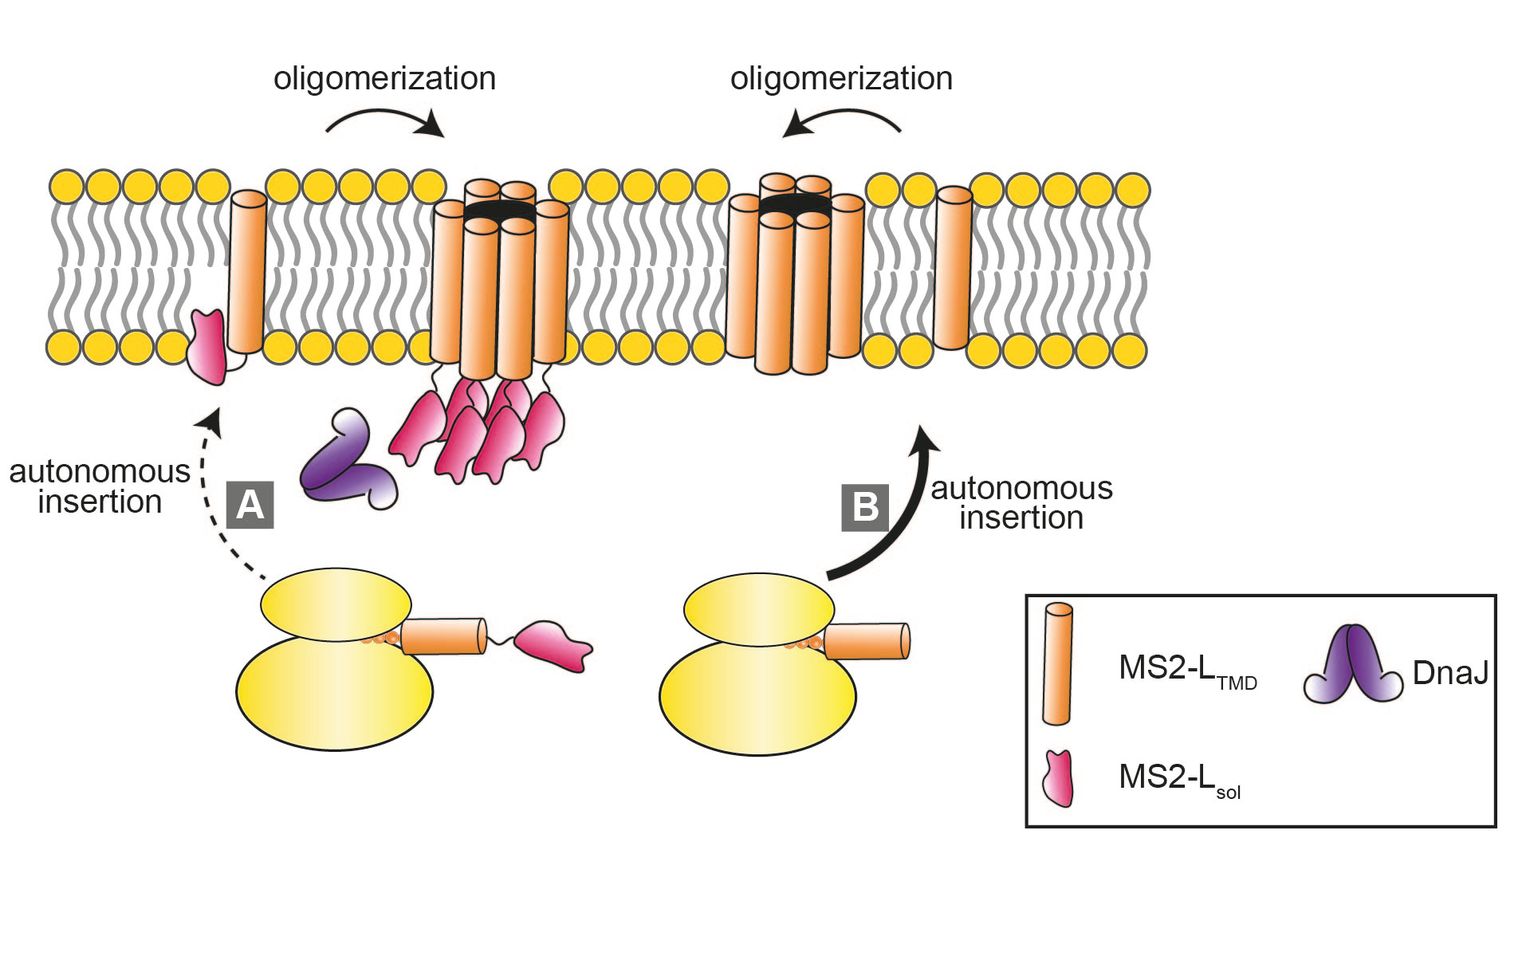 oligomerization
oligomerization
autonomous
insertion
A
B
autonomous
insertion
MS2-LTMD
DnaJ
MS2-Lsol